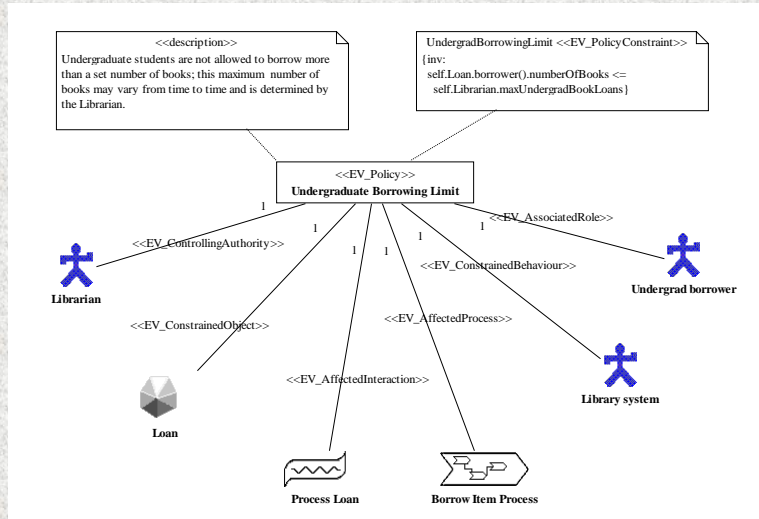 <<description>>
Undergraduate students are not allowed to borrow more
than a set number of books; this maximum number of
books may vary from time to time and is determined by
the Librarian.
UndergradBorrowingLimit <<EV_PolicyConstraint>>
{inv:
self.Loan.borrower().numberOfBooks <=
self.Librarian.maxUndergradBookLoans}
<<EV_Policy>>
Undergraduate Borrowing Limit
1
1
1
1
1
1
<<EV_AssociatedRole>>
<<EV_ControllingAuthority>>
<<EV_ConstrainedBehaviour>>
Librarian
Undergrad borrower
<<EV_ConstrainedObject>>
<<EV_AffectedProcess>>
<<EV_AffectedInteraction>>
Library system
Loan
Process Loan
Borrow Item Process